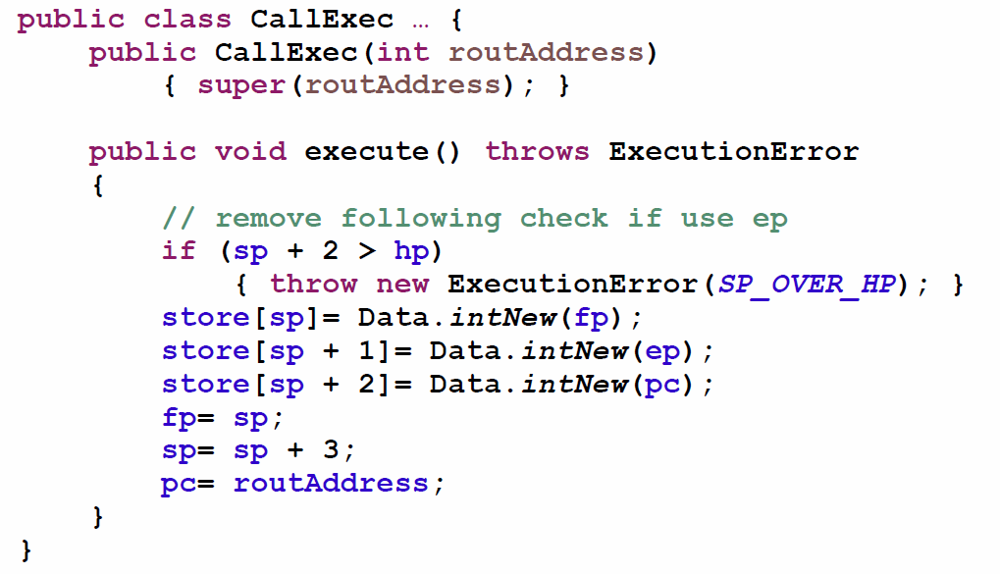 public class CallExec … {
    public CallExec(int routAddress)
        { super(routAddress); }

    public void execute() throws ExecutionError
    {
        // remove following check if use ep
        if (sp + 2 > hp)
            { throw new ExecutionError(SP_OVER_HP); }
        store[sp]= Data.intNew(fp);
        store[sp + 1]= Data.intNew(ep);
        store[sp + 2]= Data.intNew(pc);
        fp= sp;
        sp= sp + 3;
        pc= routAddress;
    }
}